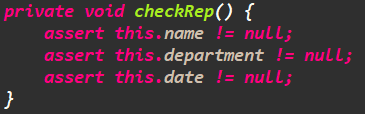 private void checkRep() {
    assert this.name != null;
    assert this.department != null;
    assert this.date != null;
}